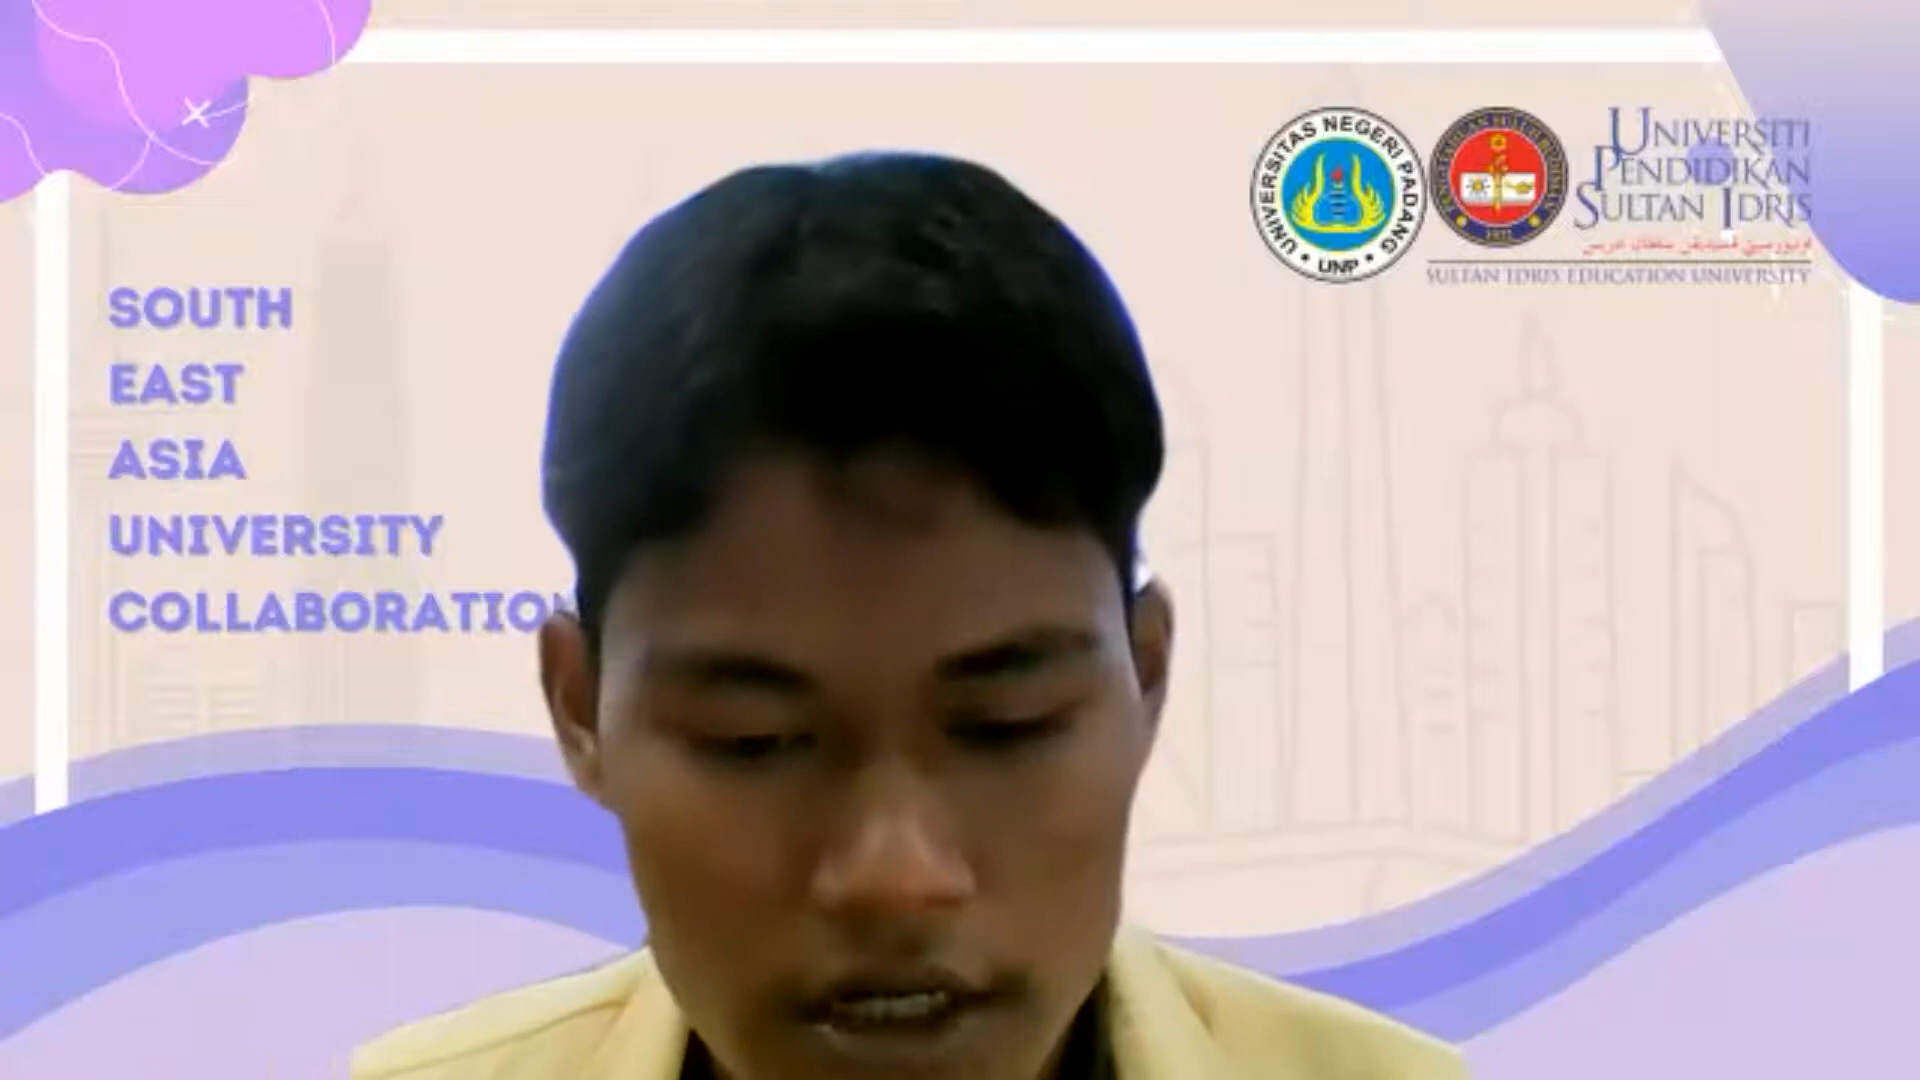 SOUTH
EAST
ASIA
UNIVERSITY
COLLABORATION
UNIVERSITAS NEGERI PADANG
UNP
UNIVERSITI
PENDIDIKAN
SULTAN IDRIS
SULTAN IDRIS EDUCATION UNIVERSITY